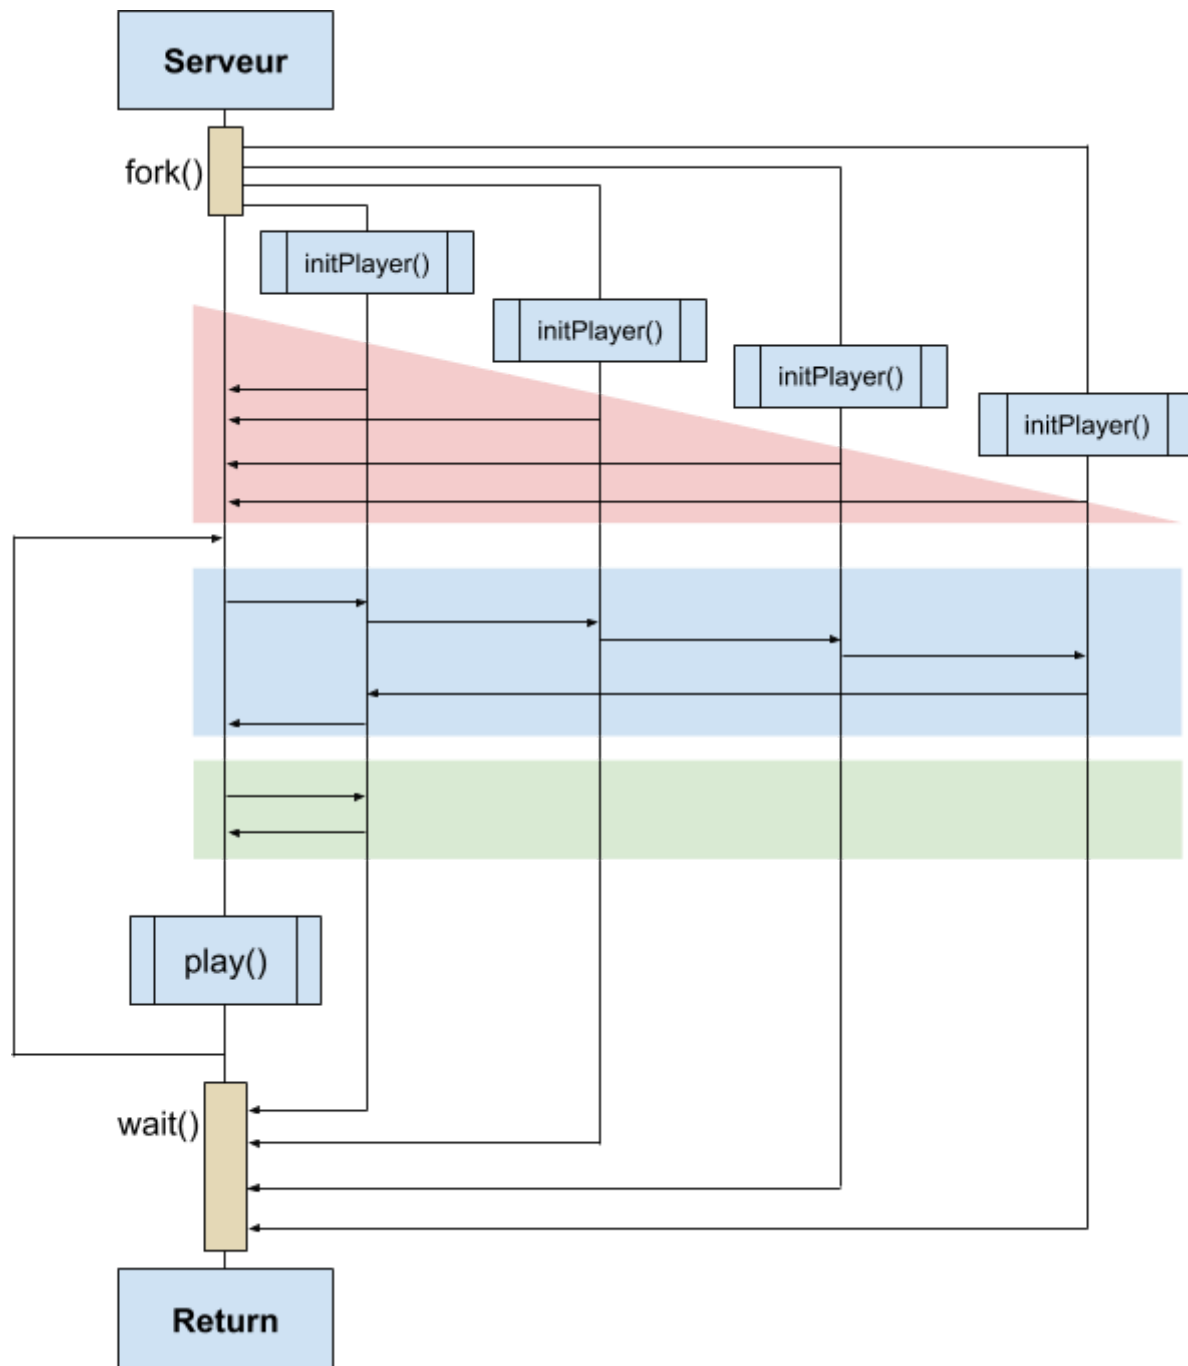 Serveur
fork()
initPlayer()
initPlayer()
initPlayer()
initPlayer()
play()
wait()
Return